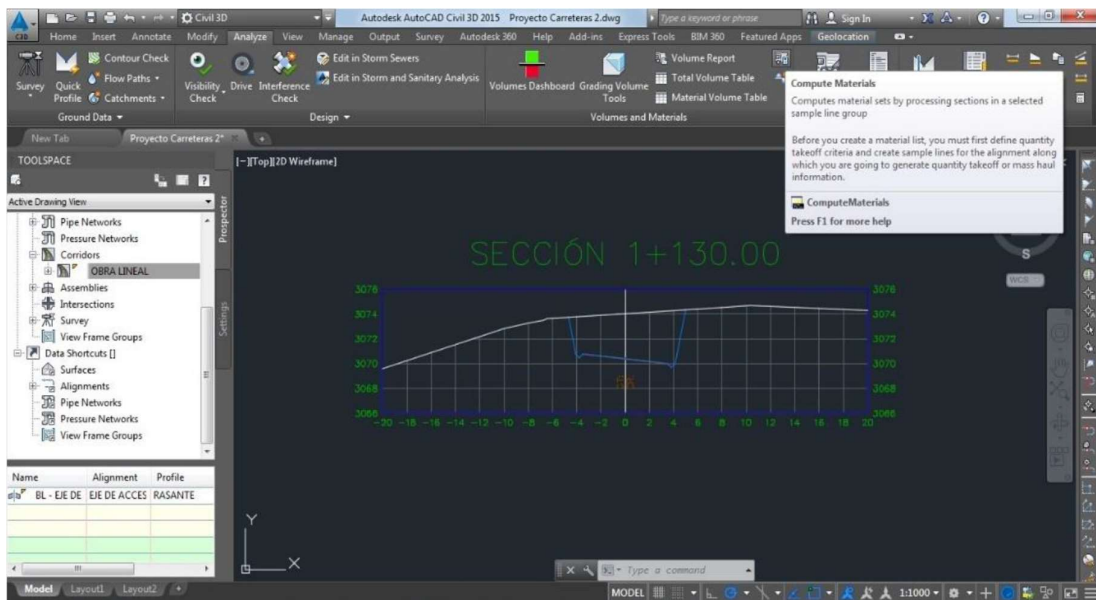 Civil 3D
Autodesk AutoCAD Civil 3D 2015 Proyecto Carreteras 2.dwg
Type a keyword or phrase
Sign In
C3D Home Insert Annotate Modify Analyze View Manage Output Survey Autodesk 360 Help Add-ins Express Tools BIM 360 Featured Apps Geolocation
Survey
Quick Profile
Contour Check
Flow Paths
Catchments
Ground Data
Visibility Check
Drive
Interference Check
Edit in Storm Sewers
Edit in Storm and Sanitary Analysis
Design
Volumes Dashboard
Grading Volume Tools
Volume Report
Total Volume Table
Material Volume Table
Volumes and Materials
Compute Materials
Computes material sets by processing sections in a selected
sample line group
Before you create a material list, you must first define quantity
takeoff criteria and create sample lines for the alignment along
which you are going to generate quantity takeoff or mass haul
information.
ComputeMaterials
Press F1 for more help
New Tab Proyecto Carreteras 2*
TOOLSPACE
Active Drawing View
Pipe Networks
Pressure Networks
Corridors
OBRA LINEAL
Assemblies
Intersections
Survey
View Frame Groups
Data Shortcuts []
Surfaces
Alignments
Pipe Networks
Pressure Networks
View Frame Groups
Prospector
Settings
Name Alignment Profile
BL - EJE DE EJE DE ACCES RASANTE
[-][Top][2D Wireframe]
S
WCS
SECCIÓN 1+130.00
3076 3076
3074 3074
3072 3072
3070 3070
3068 3068
3066 3066
-20 -18 -16 -14 -12 -10 -8 -6 -4 -2 0 2 4 6 8 10 12 14 16 18 20
Y
X
Type a command
Model Layout1 Layout2
MODEL 1:1000